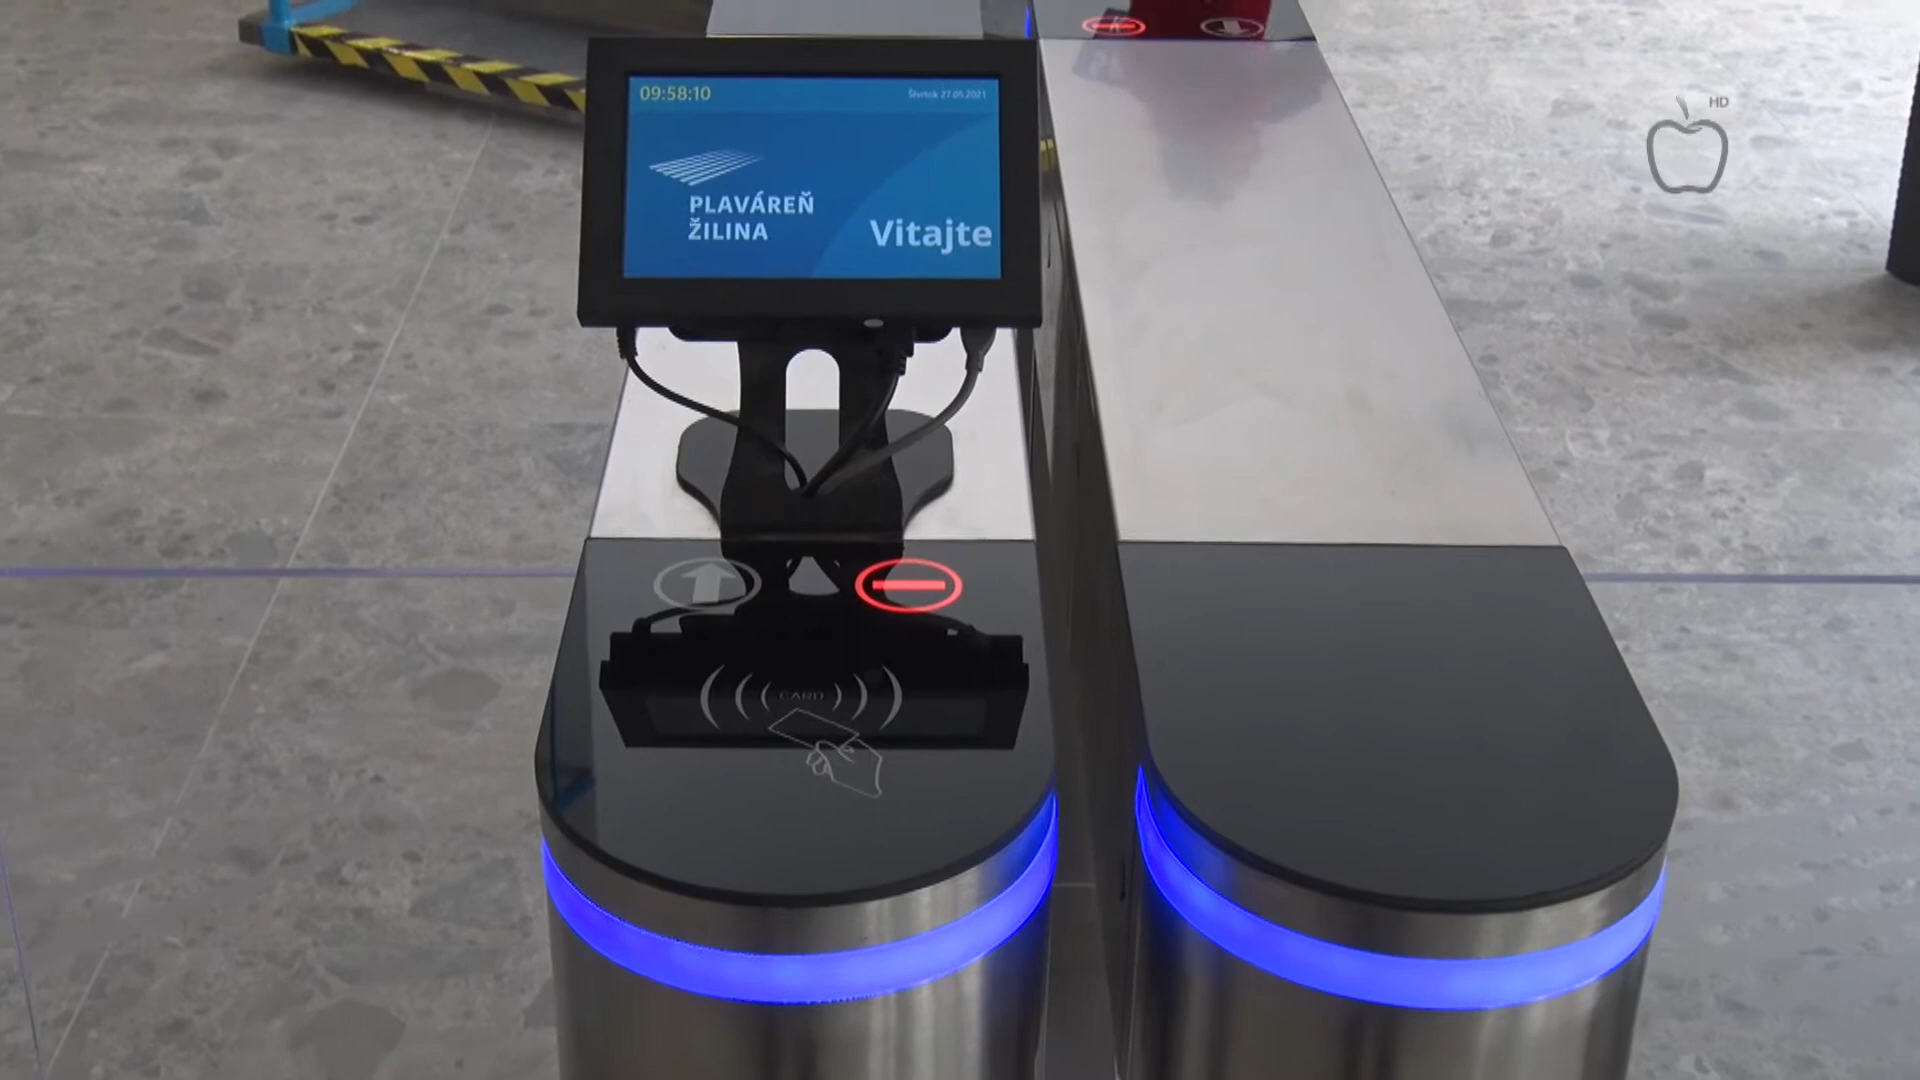 09:58:10
Štvrtok 27.05.2021
PLAVÁREŇ
ŽILINA
Vitajte
CARD
HD